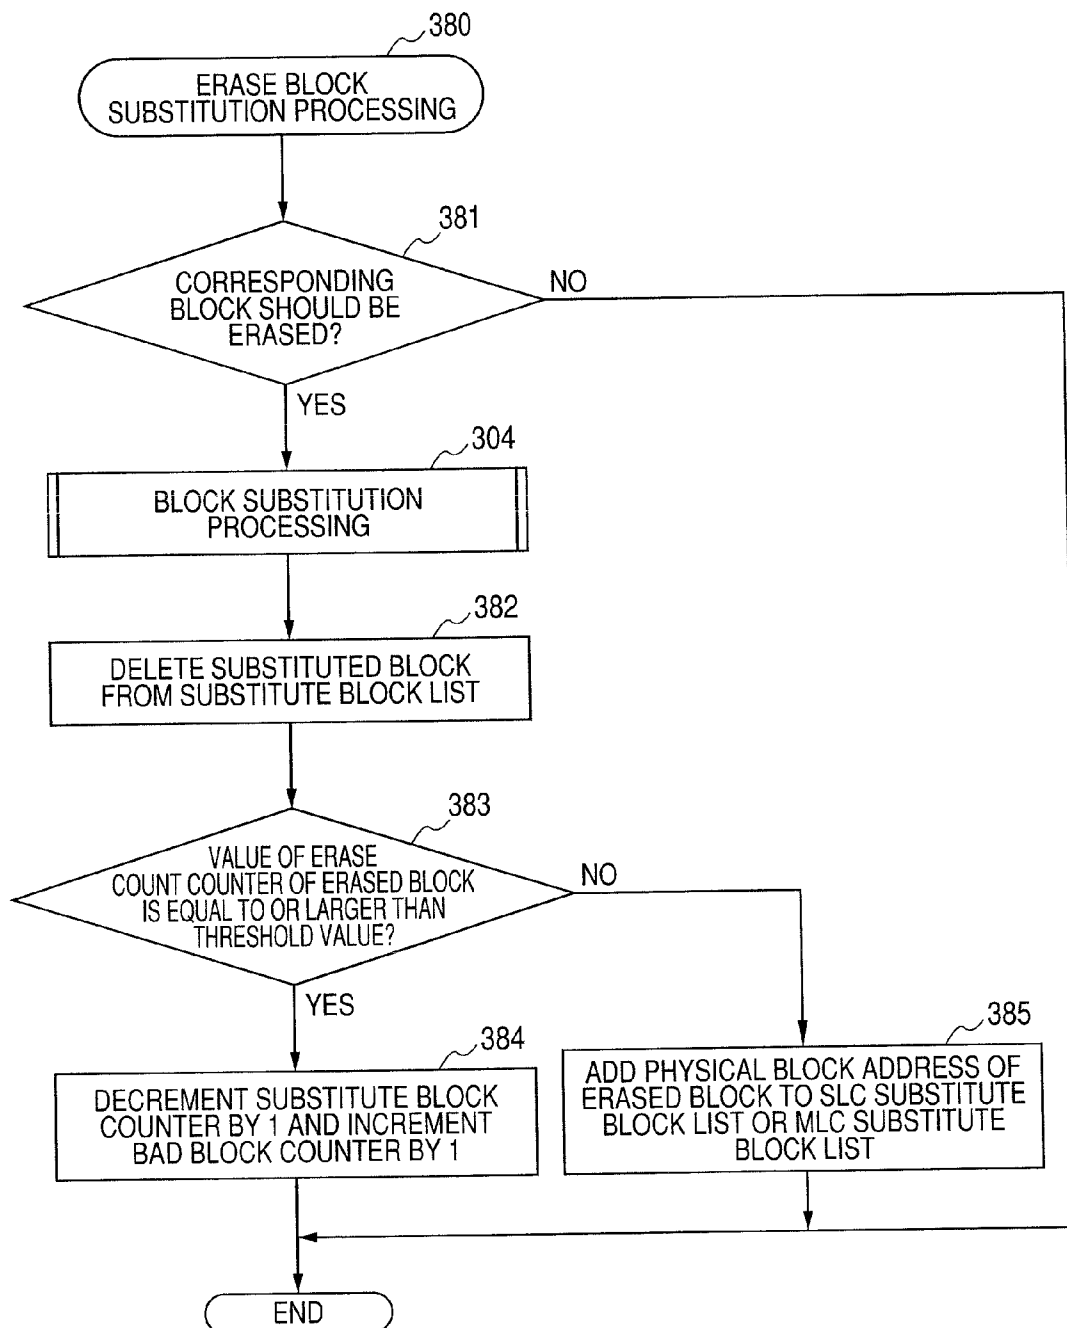 380
ERASE BLOCK
SUBSTITUTION PROCESSING
381
CORRESPONDING
BLOCK SHOULD BE
ERASED?
NO
YES
304
BLOCK SUBSTITUTION
PROCESSING
382
DELETE SUBSTITUTED BLOCK
FROM SUBSTITUTE BLOCK LIST
383
VALUE OF ERASE
COUNT COUNTER OF ERASED BLOCK
IS EQUAL TO OR LARGER THAN
THRESHOLD VALUE?
NO
YES
384
DECREMENT SUBSTITUTE BLOCK
COUNTER BY 1 AND INCREMENT
BAD BLOCK COUNTER BY 1
385
ADD PHYSICAL BLOCK ADDRESS OF
ERASED BLOCK TO SLC SUBSTITUTE
BLOCK LIST OR MLC SUBSTITUTE
BLOCK LIST
END